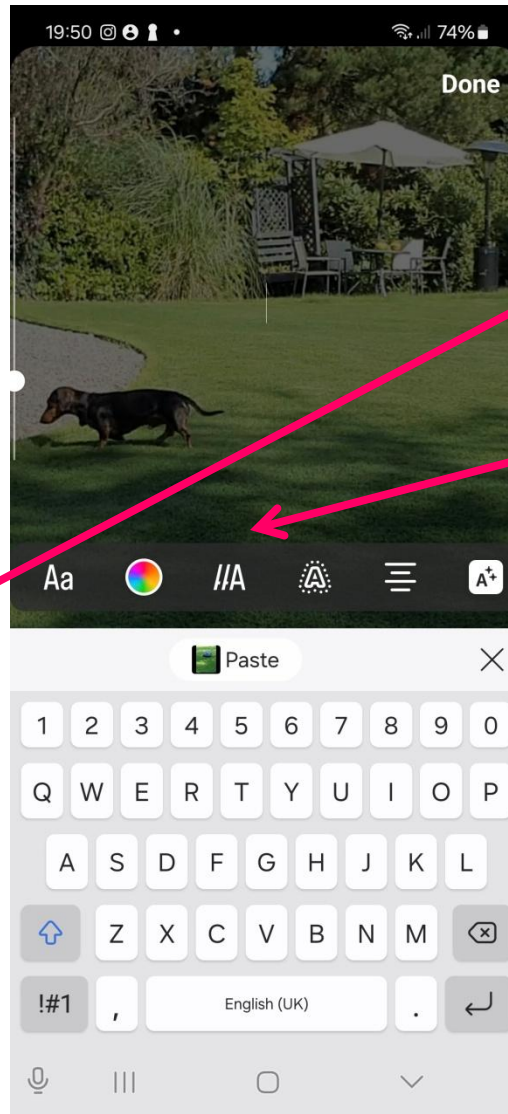 19:50 74%
Done
Aa //A A A
Paste
1 2 3 4 5 6 7 8 9 0
Q W E R T Y U I O P
A S D F G H J K L
Z X C V B N M
!#1 , English (UK) .